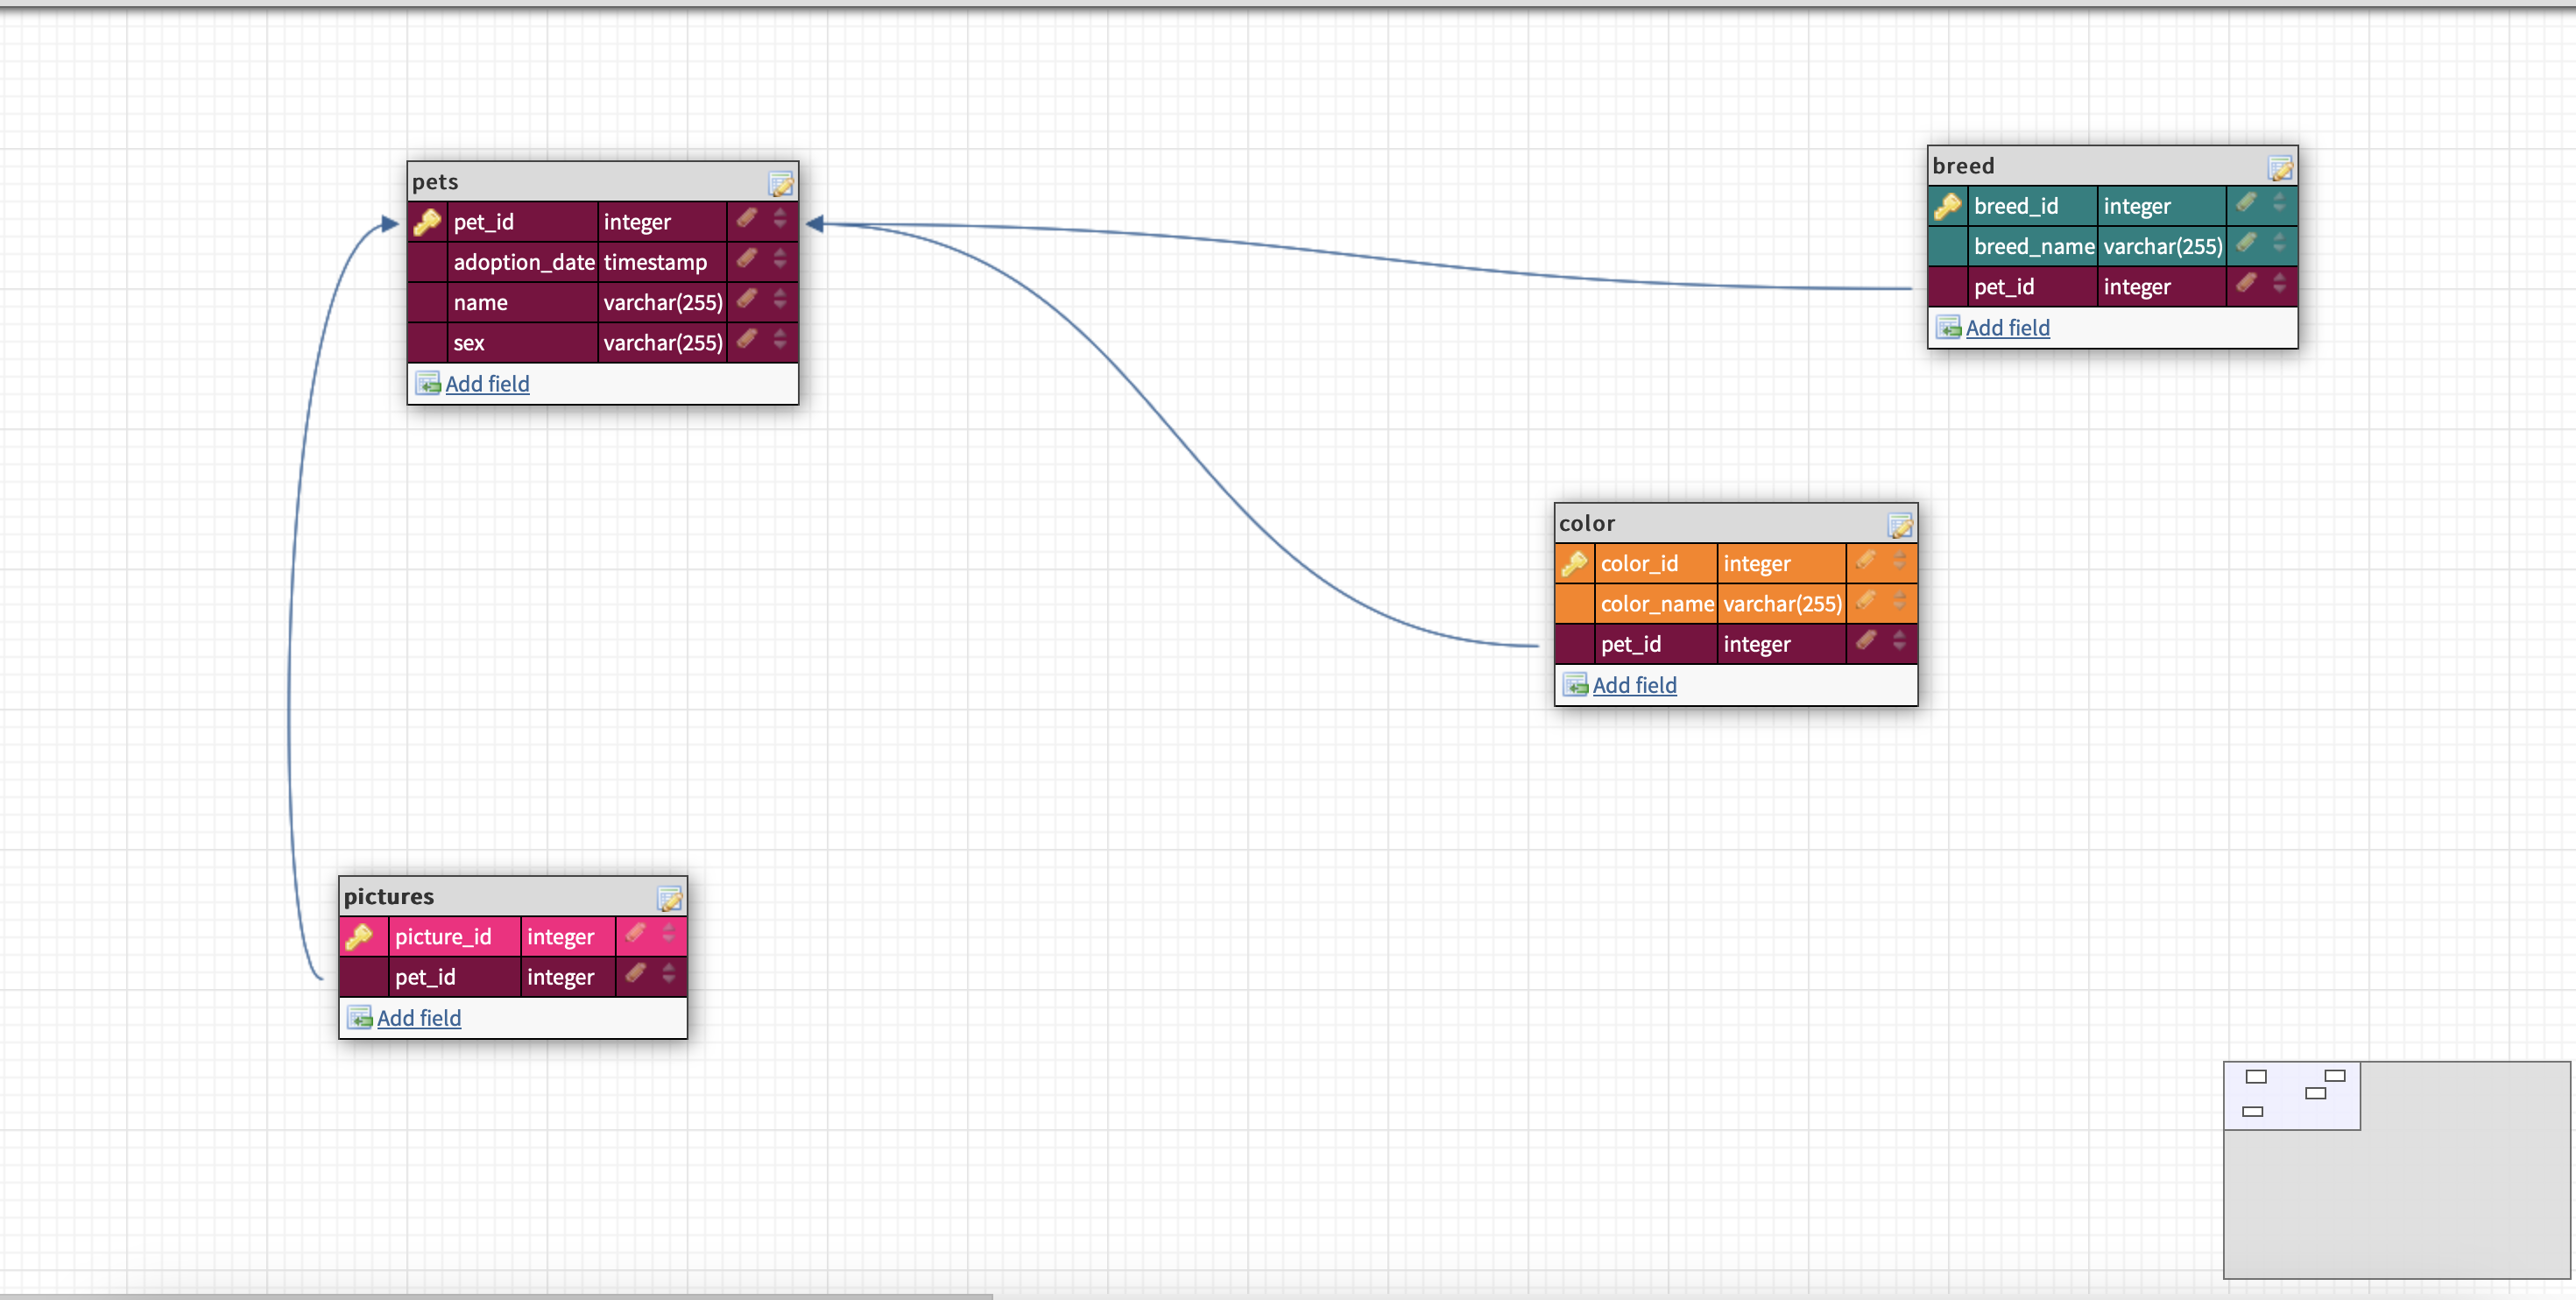 pets
pet_id integer
adoption_date timestamp
name varchar(255)
sex varchar(255)
Add field
breed
breed_id integer
breed_name varchar(255)
pet_id integer
Add field
color
color_id integer
color_name varchar(255)
pet_id integer
Add field
pictures
picture_id integer
pet_id integer
Add field